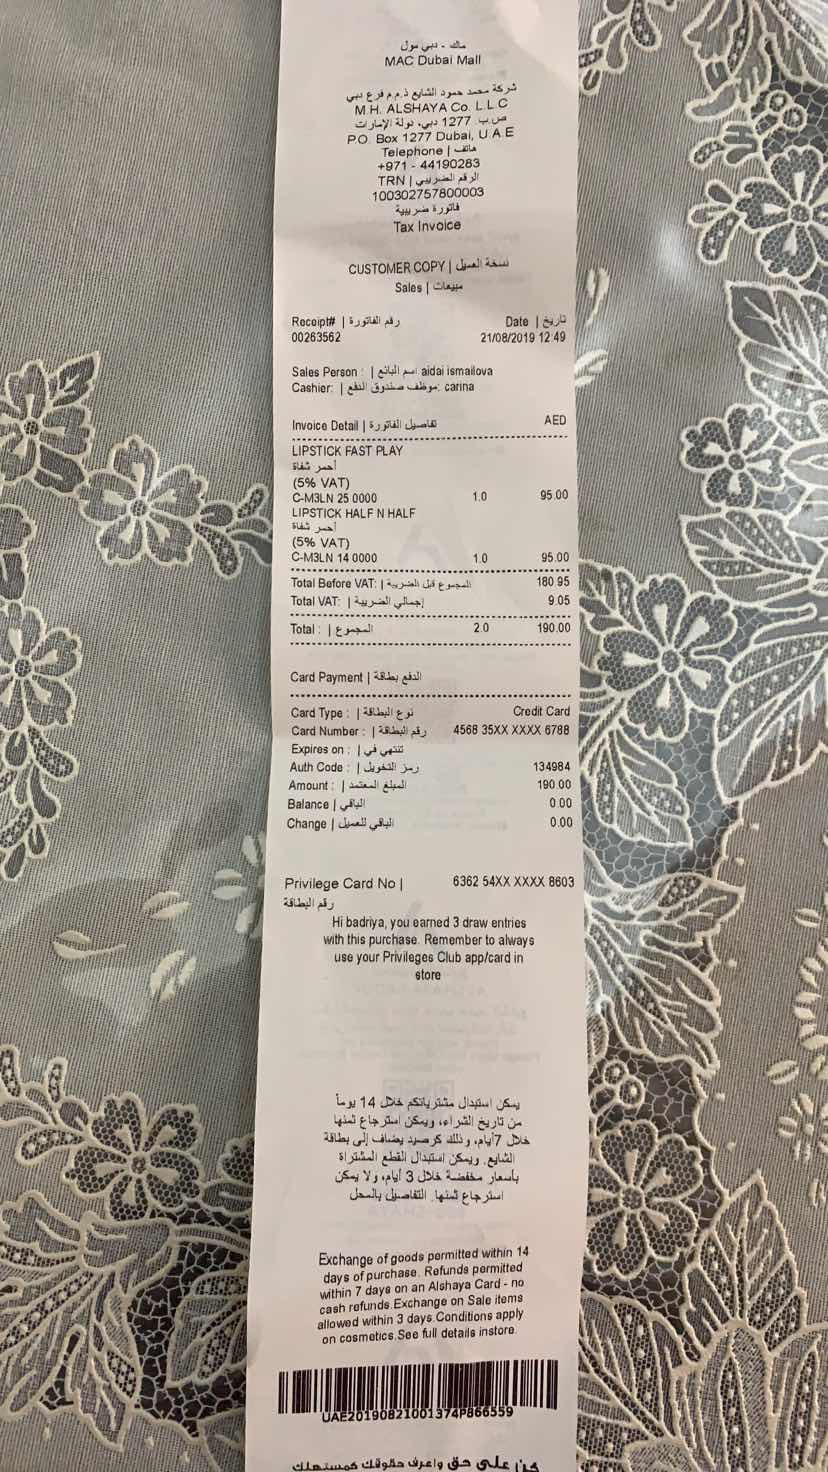 ماك - دبي مول
MAC Dubai Mall
شركة محمد حمود الشايع ذ.م.م فرع دبي
M.H. ALSHAYA Co. L.L.C
ص.ب. 1277 دبي، دولة الإمارات
P.O. Box 1277 Dubai, U.A.E
Telephone | هاتف
+971 - 44190283
TRN | الرقم الضريبي
100302757800003
فاتورة ضريبية
Tax Invoice
CUSTOMER COPY | نسخة العميل
Sales | مبيعات
Receipt# | رقم الفاتورة Date | تاريخ
00263562 21/08/2019 12:49
Sales Person : | اسم البائع aidai ismailova
Cashier: | موظف صندوق الدفع: carina
Invoice Detail | تفاصيل الفاتورة AED
LIPSTICK FAST PLAY
أحمر شفاة
(5% VAT)
C-M3LN 25 0000 1.0 95.00
LIPSTICK HALF N HALF
أحمر شفاة
(5% VAT)
C-M3LN 14 0000 1.0 95.00
Total Before VAT: | المجموع قبل الضريبة 180.95
Total VAT: | إجمالي الضريبة 9.05
Total : | المجموع 2.0 190.00
Card Payment | الدفع بطاقة
Card Type : | نوع البطاقة Credit Card
Card Number : | رقم البطاقة 4568 35XX XXXX 6788
Expires on : | تنتهي في
Auth Code : | رمز التخويل 134984
Amount : | المبلغ المعتمد 190.00
Balance | الباقي 0.00
Change | الباقي للعميل 0.00
Privilege Card No | 6362 54XX XXXX 8603
رقم البطاقة
Hi badriya, you earned 3 draw entries
with this purchase. Remember to always
use your Privileges Club app/card in
store
يمكن استبدال مشترياتكم خلال 14 يوماً
من تاريخ الشراء، ويمكن استرجاع ثمنها
خلال 7أيام، وذلك كرصيد يضاف إلى بطاقة
الشايع. ويمكن استبدال القطع المشتراة
بأسعار مخفضة خلال 3 أيام، ولا يمكن
استرجاع ثمنها. التفاصيل بالمحل
Exchange of goods permitted within 14
days of purchase. Refunds permitted
within 7 days on an Alshaya Card - no
cash refunds.Exchange on Sale items
allowed within 3 days.Conditions apply
on cosmetics.See full details instore.
UAE20190821001374P866559
كن على حق واعرف حقوقك كمستهلك